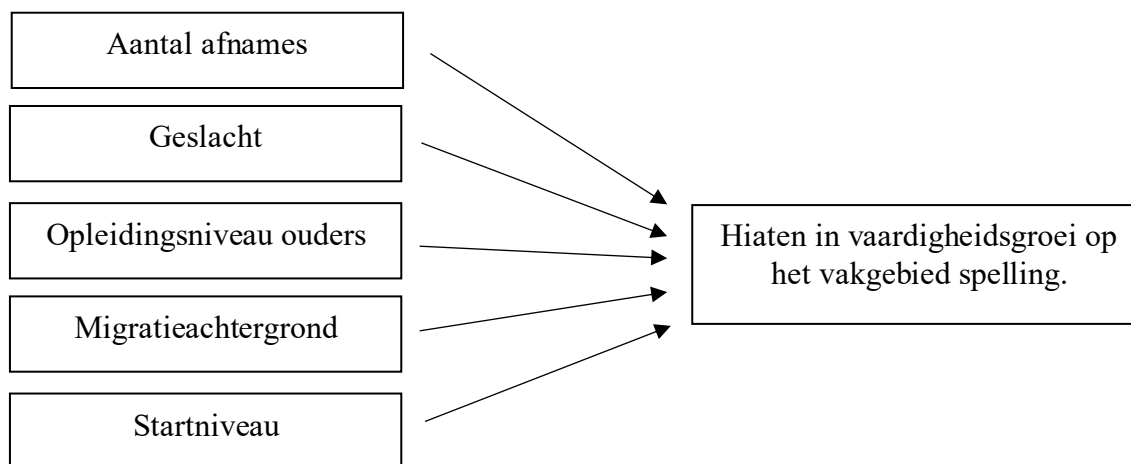 Aantal afnames
Geslacht
Opleidingsniveau ouders
Migratieachtergrond
Startniveau
Hiaten in vaardigheidsgroei op
het vakgebied spelling.